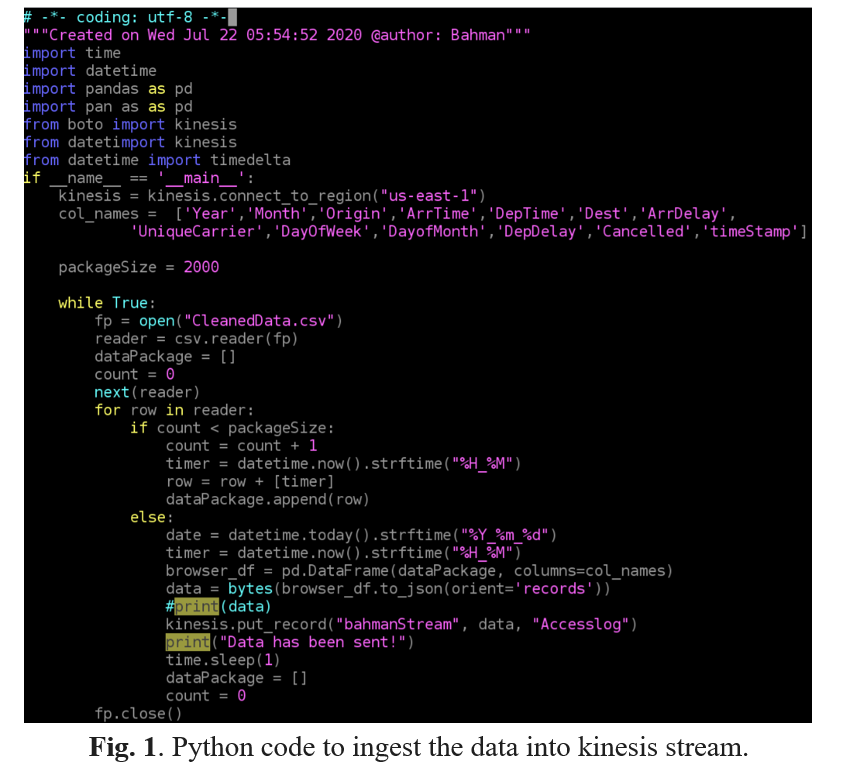 # -*- coding: utf-8 -*-
"""Created on Wed Jul 22 05:54:52 2020 @author: Bahman"""
import time
import datetime
import pandas as pd
import pan as as pd
from boto import kinesis
from datetimport kinesis
from datetime import timedelta
if __name__ == '__main__':
    kinesis = kinesis.connect_to_region("us-east-1")
    col_names =  ['Year','Month','Origin','ArrTime','DepTime','Dest','ArrDelay',
            'UniqueCarrier','DayOfWeek','DayofMonth','DepDelay','Cancelled','timeStamp']
    packageSize = 2000
    while True:
        fp = open("CleanedData.csv")
        reader = csv.reader(fp)
        dataPackage = []
        count = 0
        next(reader)
        for row in reader:
            if count < packageSize:
                count = count + 1
                timer = datetime.now().strftime("%H_%M")
                row = row + [timer]
                dataPackage.append(row)
            else:
                date = datetime.today().strftime("%Y_%m_%d")
                timer = datetime.now().strftime("%H_%M")
                browser_df = pd.DataFrame(dataPackage, columns=col_names)
                data = bytes(browser_df.to_json(orient='records'))
                #print(data)
                kinesis.put_record("bahmanStream", data, "Accesslog")
                print("Data has been sent!")
                time.sleep(1)
                dataPackage = []
                count = 0
        fp.close()
Fig. 1. Python code to ingest the data into kinesis stream.